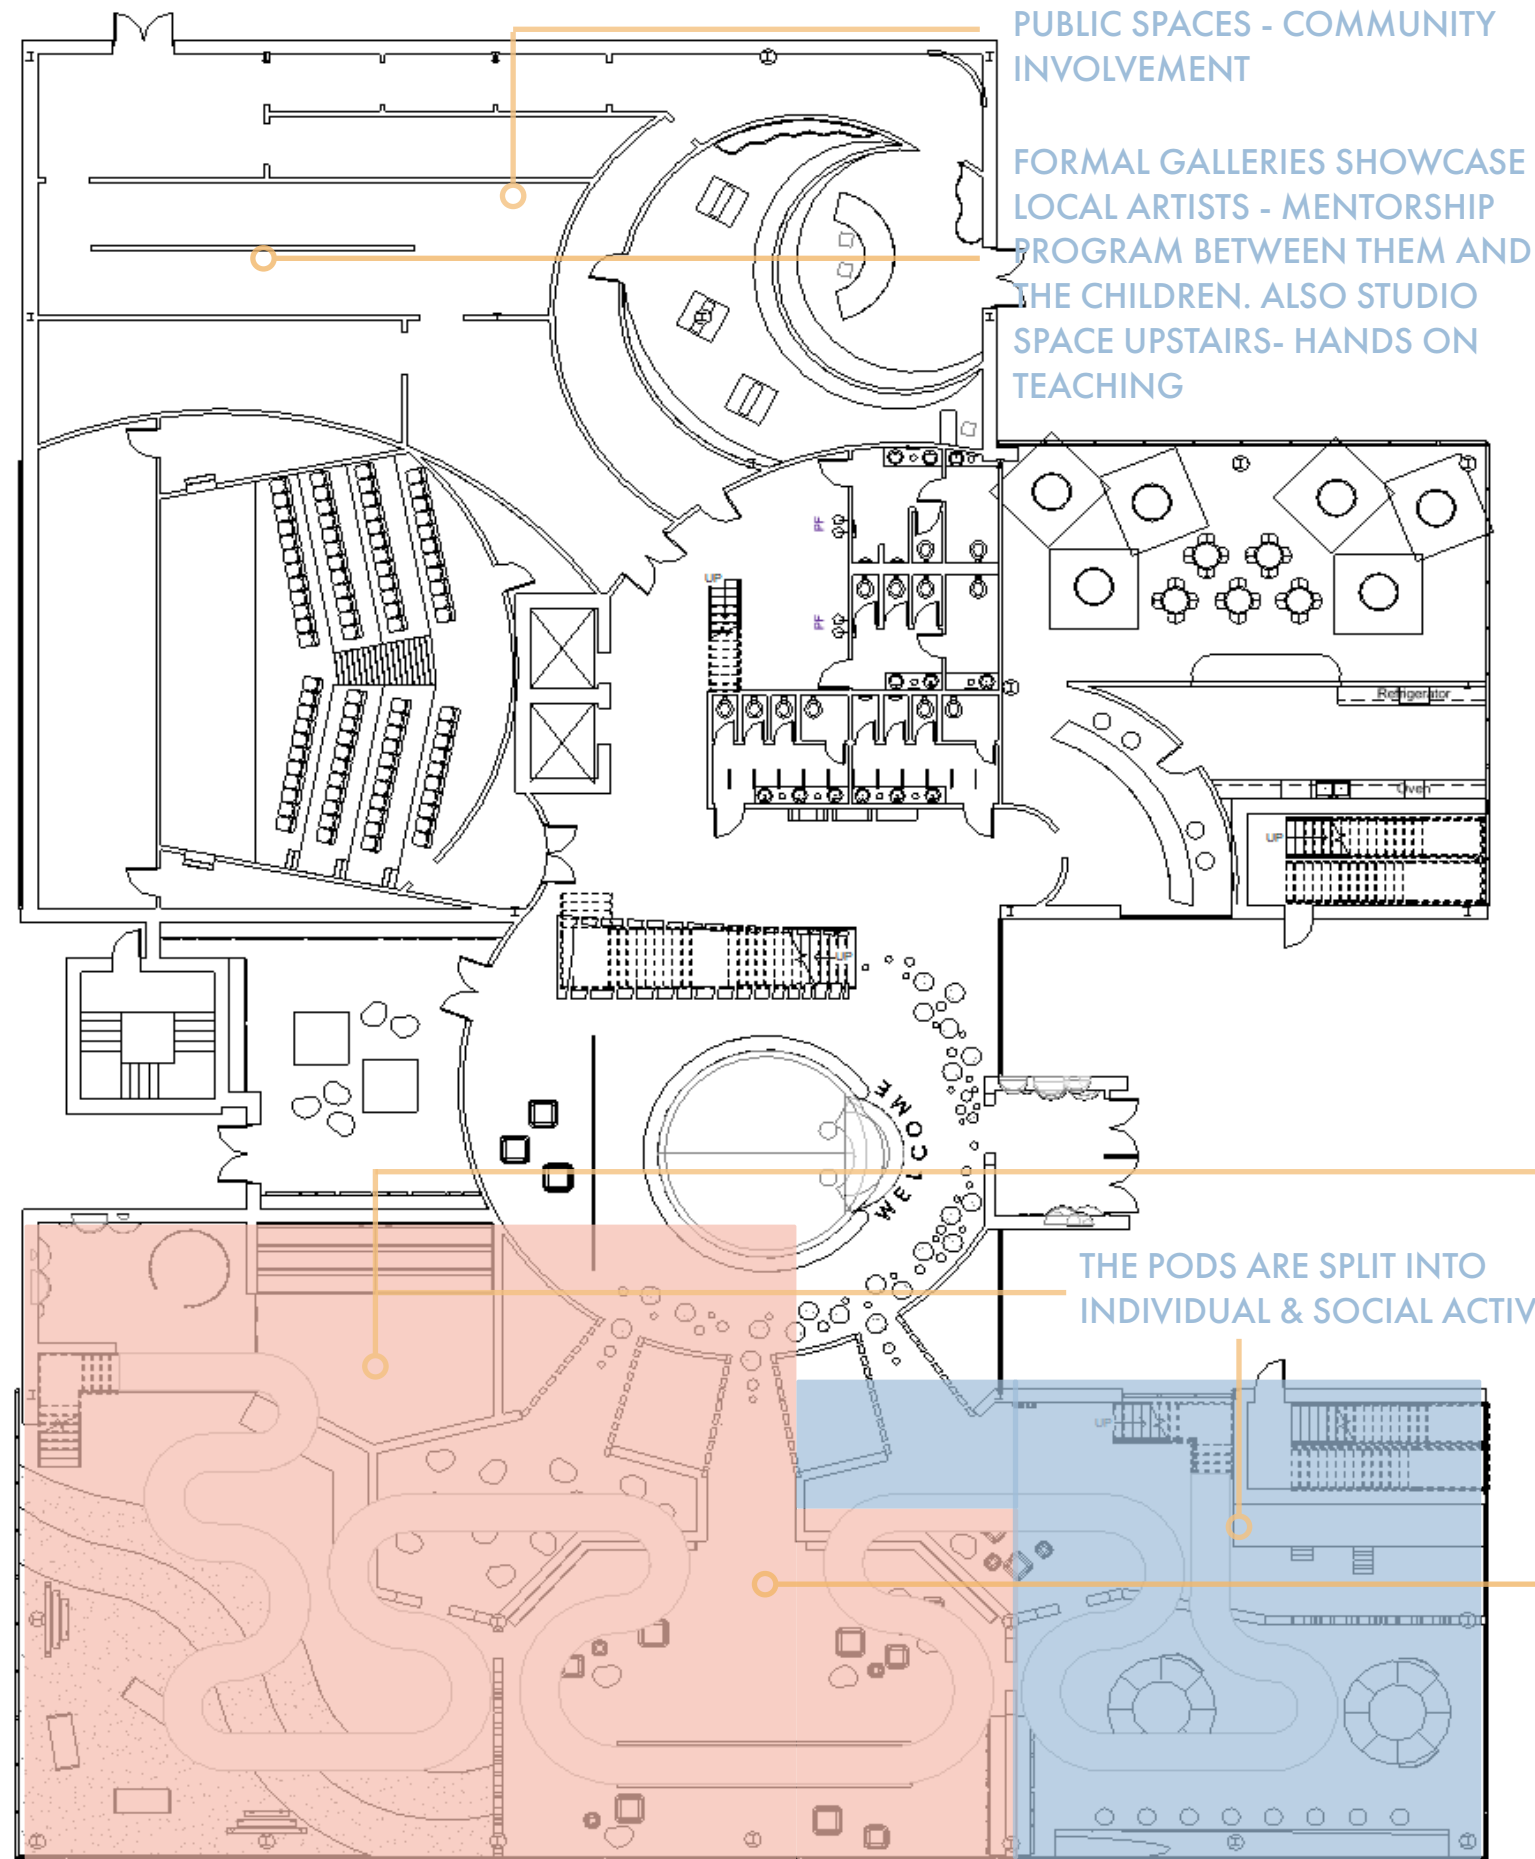 PUBLIC SPACES - COMMUNITY
INVOLVEMENT
FORMAL GALLERIES SHOWCASE
LOCAL ARTISTS - MENTORSHIP
PROGRAM BETWEEN THEM AND
THE CHILDREN. ALSO STUDIO
SPACE UPSTAIRS- HANDS ON
TEACHING
PF
UP
PF
Refrigerator
Oven
UP
UP
WELCOME
THE PODS ARE SPLIT INTO
INDIVIDUAL & SOCIAL ACTIV
UP